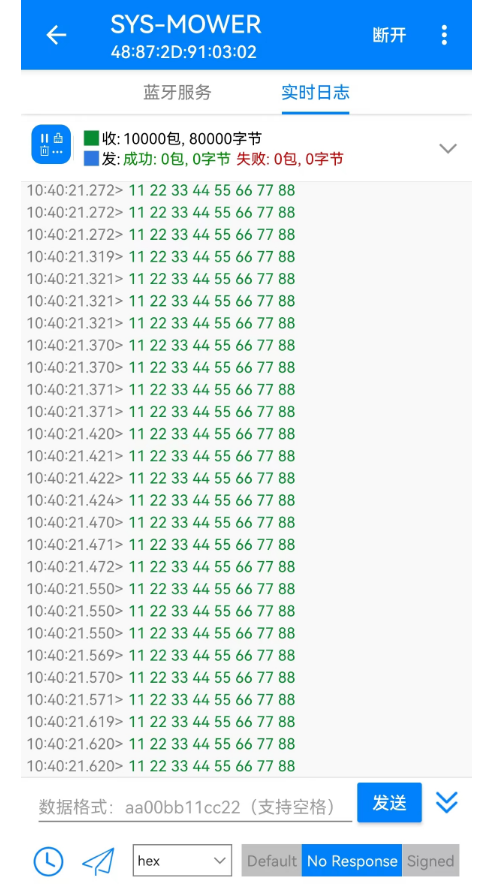 SYS-MOWER
48:87:2D:91:03:02
断开
蓝牙服务 实时日志
收: 10000包, 80000字节
发: 成功: 0包, 0字节 失败: 0包, 0字节
10:40:21.272> 11 22 33 44 55 66 77 88
10:40:21.272> 11 22 33 44 55 66 77 88
10:40:21.272> 11 22 33 44 55 66 77 88
10:40:21.319> 11 22 33 44 55 66 77 88
10:40:21.321> 11 22 33 44 55 66 77 88
10:40:21.321> 11 22 33 44 55 66 77 88
10:40:21.321> 11 22 33 44 55 66 77 88
10:40:21.370> 11 22 33 44 55 66 77 88
10:40:21.370> 11 22 33 44 55 66 77 88
10:40:21.371> 11 22 33 44 55 66 77 88
10:40:21.371> 11 22 33 44 55 66 77 88
10:40:21.420> 11 22 33 44 55 66 77 88
10:40:21.421> 11 22 33 44 55 66 77 88
10:40:21.422> 11 22 33 44 55 66 77 88
10:40:21.424> 11 22 33 44 55 66 77 88
10:40:21.470> 11 22 33 44 55 66 77 88
10:40:21.471> 11 22 33 44 55 66 77 88
10:40:21.472> 11 22 33 44 55 66 77 88
10:40:21.550> 11 22 33 44 55 66 77 88
10:40:21.550> 11 22 33 44 55 66 77 88
10:40:21.550> 11 22 33 44 55 66 77 88
10:40:21.569> 11 22 33 44 55 66 77 88
10:40:21.570> 11 22 33 44 55 66 77 88
10:40:21.571> 11 22 33 44 55 66 77 88
10:40:21.619> 11 22 33 44 55 66 77 88
10:40:21.620> 11 22 33 44 55 66 77 88
10:40:21.620> 11 22 33 44 55 66 77 88
数据格式: aa00bb11cc22（支持空格） 发送
hex Default No Response Signed